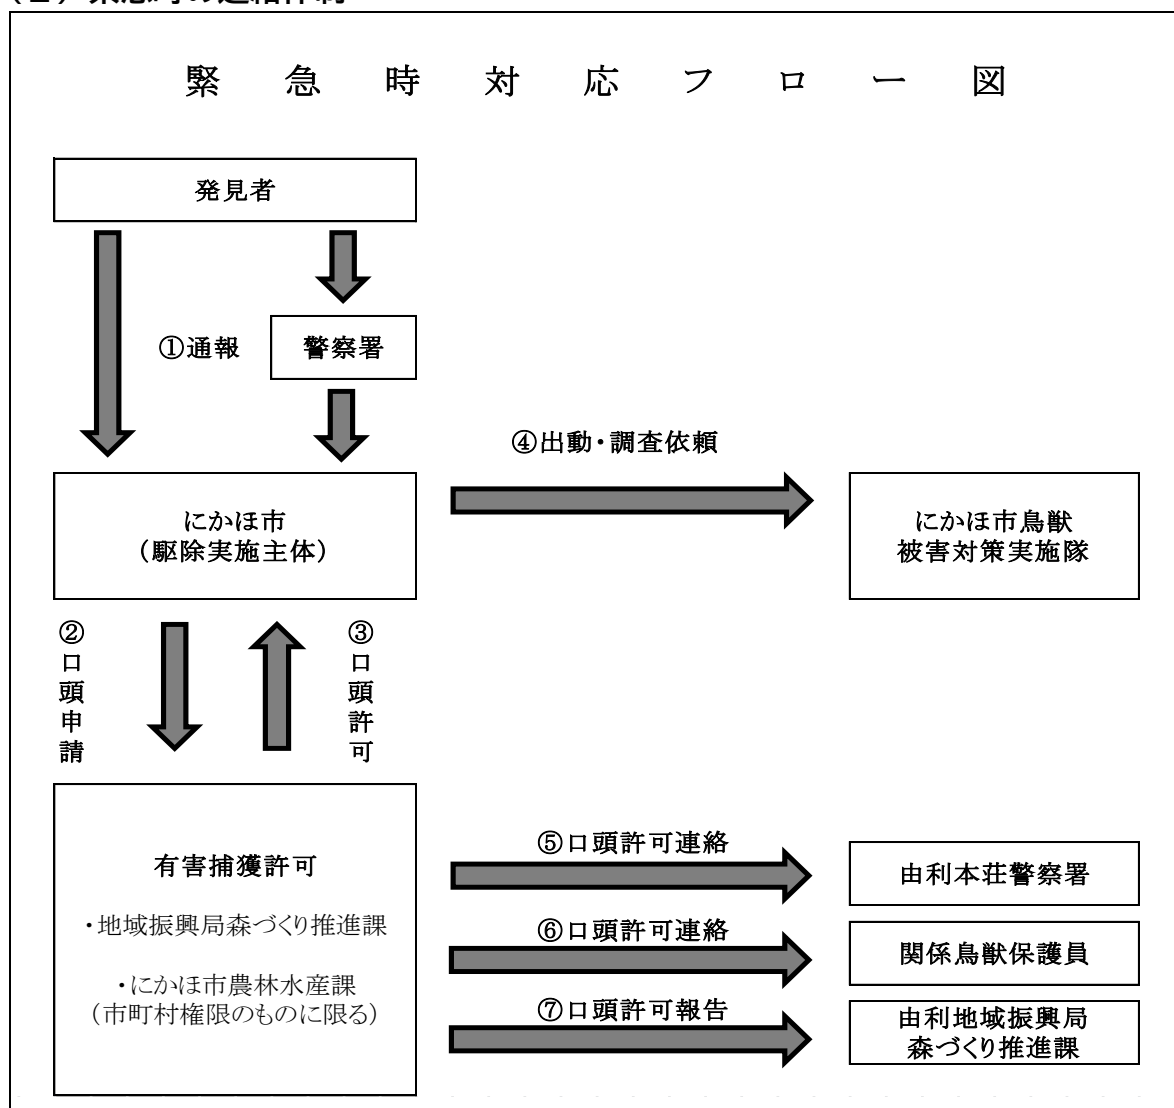 緊急時対応フロー図
発見者
①通報
警察署
④出動・調査依頼
にかほ市
（駆除実施主体）
にかほ市鳥獣
被害対策実施隊
②口頭申請
③口頭許可
有害捕獲許可
・地域振興局森づくり推進課
・にかほ市農林水産課
（市町村権限のものに限る）
⑤口頭許可連絡
由利本荘警察署
⑥口頭許可連絡
関係鳥獣保護員
⑦口頭許可報告
由利地域振興局
森づくり推進課